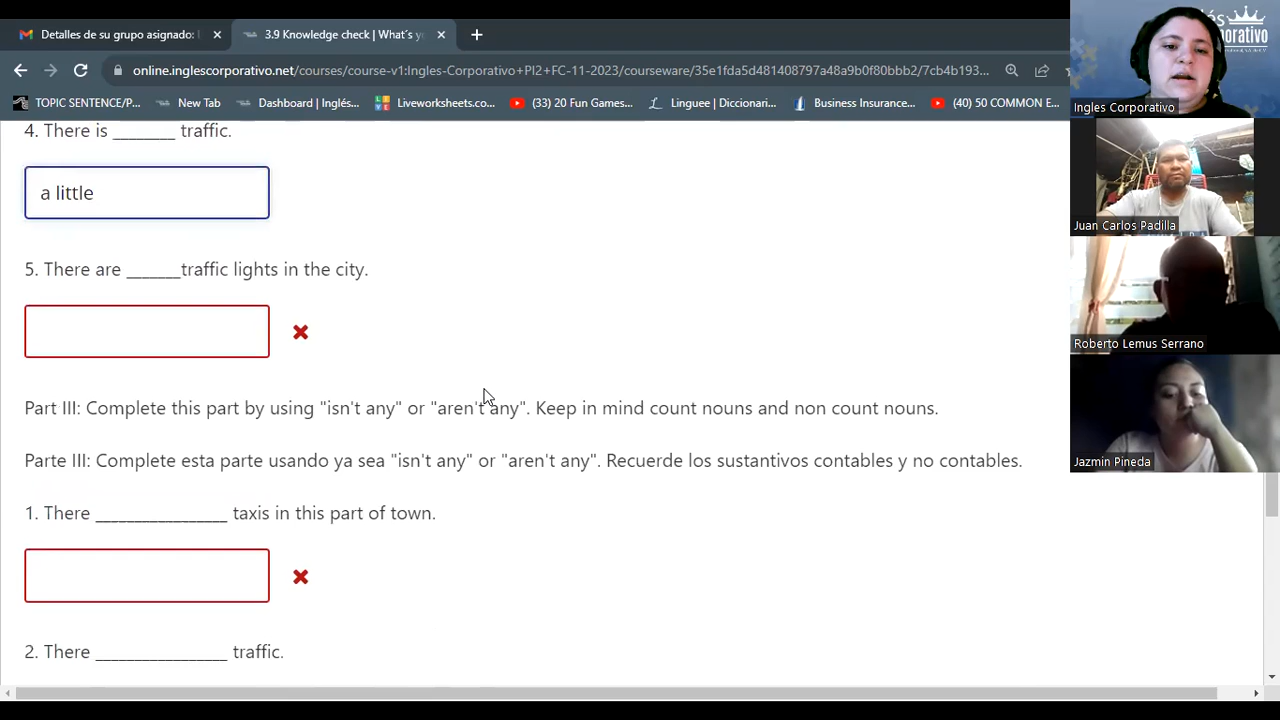 Detalles de su grupo asignado: I
3.9 Knowledge check | What's yo
online.inglescorporativo.net/courses/course-v1:Ingles-Corporativo+PI2+FC-11-2023/courseware/35e1fda5d481408797a48a9b0f80bbb2/7cb4b193...
TOPIC SENTENCE/P... New Tab Dashboard | Inglés... Liveworksheets.co... (33) 20 Fun Games... Linguee | Diccionari... Business Insurance... (40) 50 COMMON E...
4. There is ________ traffic.
a little
5. There are _______traffic lights in the city.
Part III: Complete this part by using "isn't any" or "aren't any". Keep in mind count nouns and non count nouns.
Parte III: Complete esta parte usando ya sea "isn't any" or "aren't any". Recuerde los sustantivos contables y no contables.
1. There _________________ taxis in this part of town.
2. There _________________ traffic.
Ingles Corporativo
Juan Carlos Padilla
Roberto Lemus Serrano
Jazmin Pineda